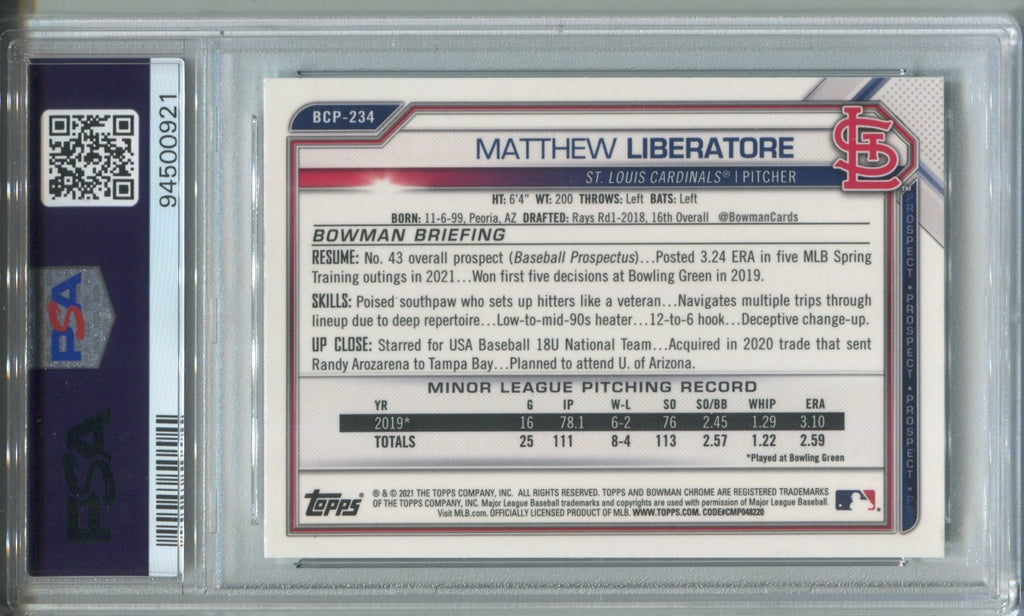 94500921
PSA
PSA
BCP-234
MATTHEW LIBERATORE
ST. LOUIS CARDINALS® | PITCHER
HT: 6'4" WT: 200 THROWS: Left BATS: Left
BORN: 11-6-99, Peoria, AZ DRAFTED: Rays Rd1-2018, 16th Overall @BowmanCards
BOWMAN BRIEFING
RESUME: No. 43 overall prospect (Baseball Prospectus)...Posted 3.24 ERA in five MLB Spring
Training outings in 2021...Won first five decisions at Bowling Green in 2019.
SKILLS: Poised southpaw who sets up hitters like a veteran...Navigates multiple trips through
lineup due to deep repertoire...Low-to-mid-90s heater...12-to-6 hook...Deceptive change-up.
UP CLOSE: Starred for USA Baseball 18U National Team...Acquired in 2020 trade that sent
Randy Arozarena to Tampa Bay...Planned to attend U. of Arizona.
MINOR LEAGUE PITCHING RECORD
YR G IP W-L SO SO/BB WHIP ERA
2019* 16 78.1 6-2 76 2.45 1.29 3.10
TOTALS 25 111 8-4 113 2.57 1.22 2.59
*Played at Bowling Green
topps
® & © 2021 THE TOPPS COMPANY, INC. ALL RIGHTS RESERVED. TOPPS AND BOWMAN CHROME ARE REGISTERED TRADEMARKS
OF THE TOPPS COMPANY, INC. Major League Baseball trademarks and copyrights are used with permission of Major League Baseball.
Visit MLB.com. OFFICIALLY LICENSED PRODUCT OF MLB. WWW.TOPPS.COM. CODE#CMP048220
STL
TM
PROSPECT • PROSPECT • PROSPECT • PR